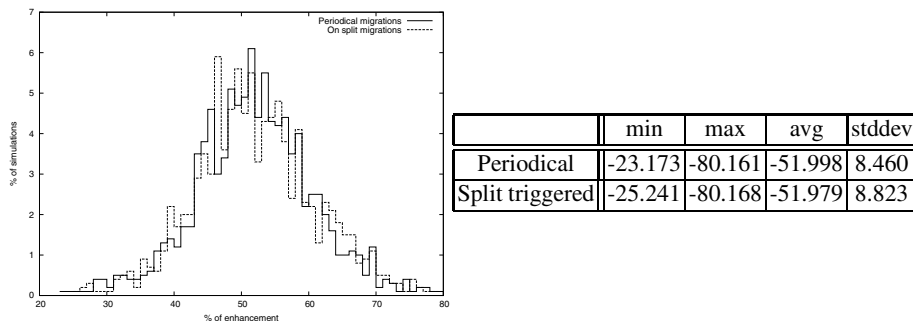 7
6
5
4
3
2
1
0
20 30 40 50 60 70 80
% of simulations
% of enhancement
Periodical migrations
On split migrations
min max avg stddev
Periodical -23.173 -80.161 -51.998 8.460
Split triggered -25.241 -80.168 -51.979 8.823